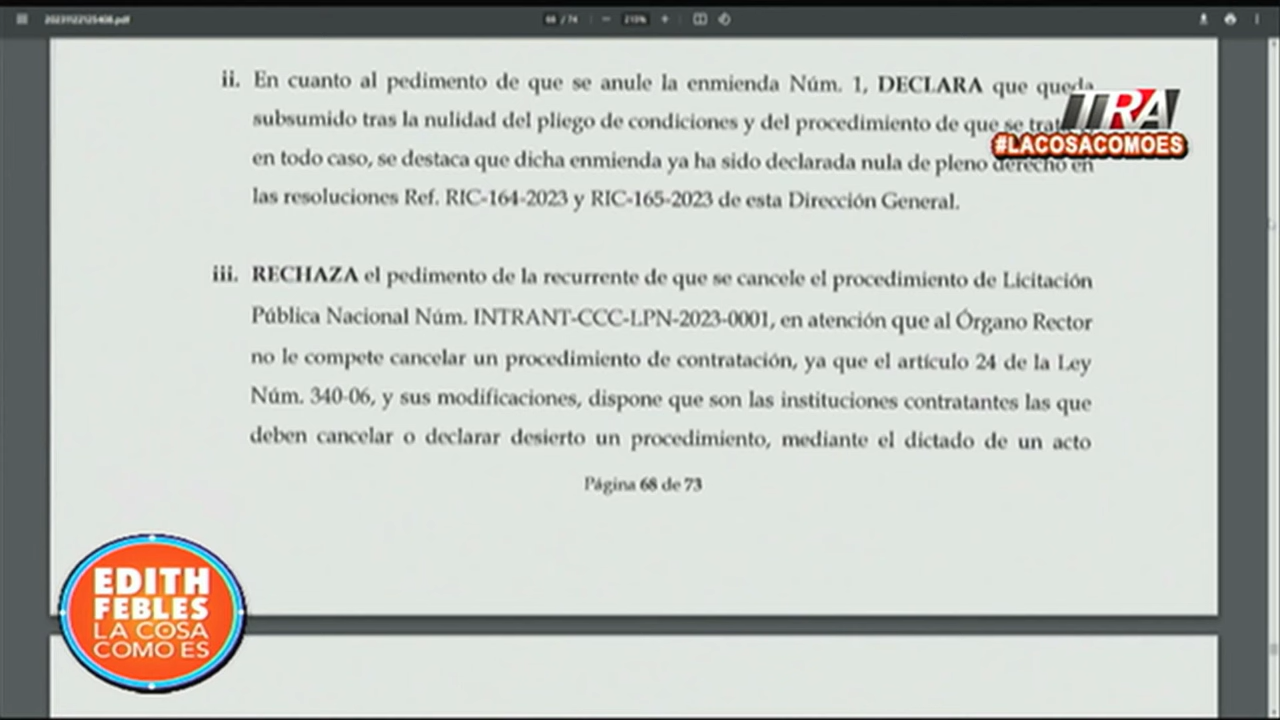 20231122125408.pdf
68 / 74
210%
ii. En cuanto al pedimento de que se anule la enmienda Núm. 1, DECLARA que queda
subsumido tras la nulidad del pliego de condiciones y del procedimiento de que se trata
en todo caso, se destaca que dicha enmienda ya ha sido declarada nula de pleno derecho en
las resoluciones Ref. RIC-164-2023 y RIC-165-2023 de esta Dirección General.
iii. RECHAZA el pedimento de la recurrente de que se cancele el procedimiento de Licitación
Pública Nacional Núm. INTRANT-CCC-LPN-2023-0001, en atención que al Órgano Rector
no le compete cancelar un procedimiento de contratación, ya que el artículo 24 de la Ley
Núm. 340-06, y sus modificaciones, dispone que son las instituciones contratantes las que
deben cancelar o declarar desierto un procedimiento, mediante el dictado de un acto
Página 68 de 73
TRA
#LACOSACOMOES
EDITH
FEBLES
LA COSA
COMO ES